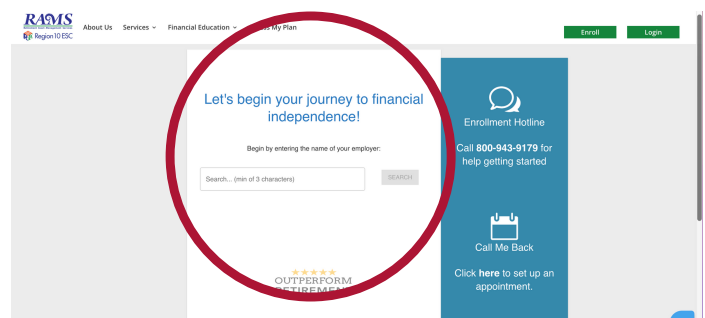 RAMS
Region 10 ESC
About Us
Services
Financial Education
My Plan
Enroll
Login
Let's begin your journey to financial
independence!
Begin by entering the name of your employer:
Search... (min of 3 characters)
SEARCH
OUTPERFORM
RETIREMENT
Enrollment Hotline
Call 800-943-9179 for
help getting started
Call Me Back
Click here to set up an
appointment.